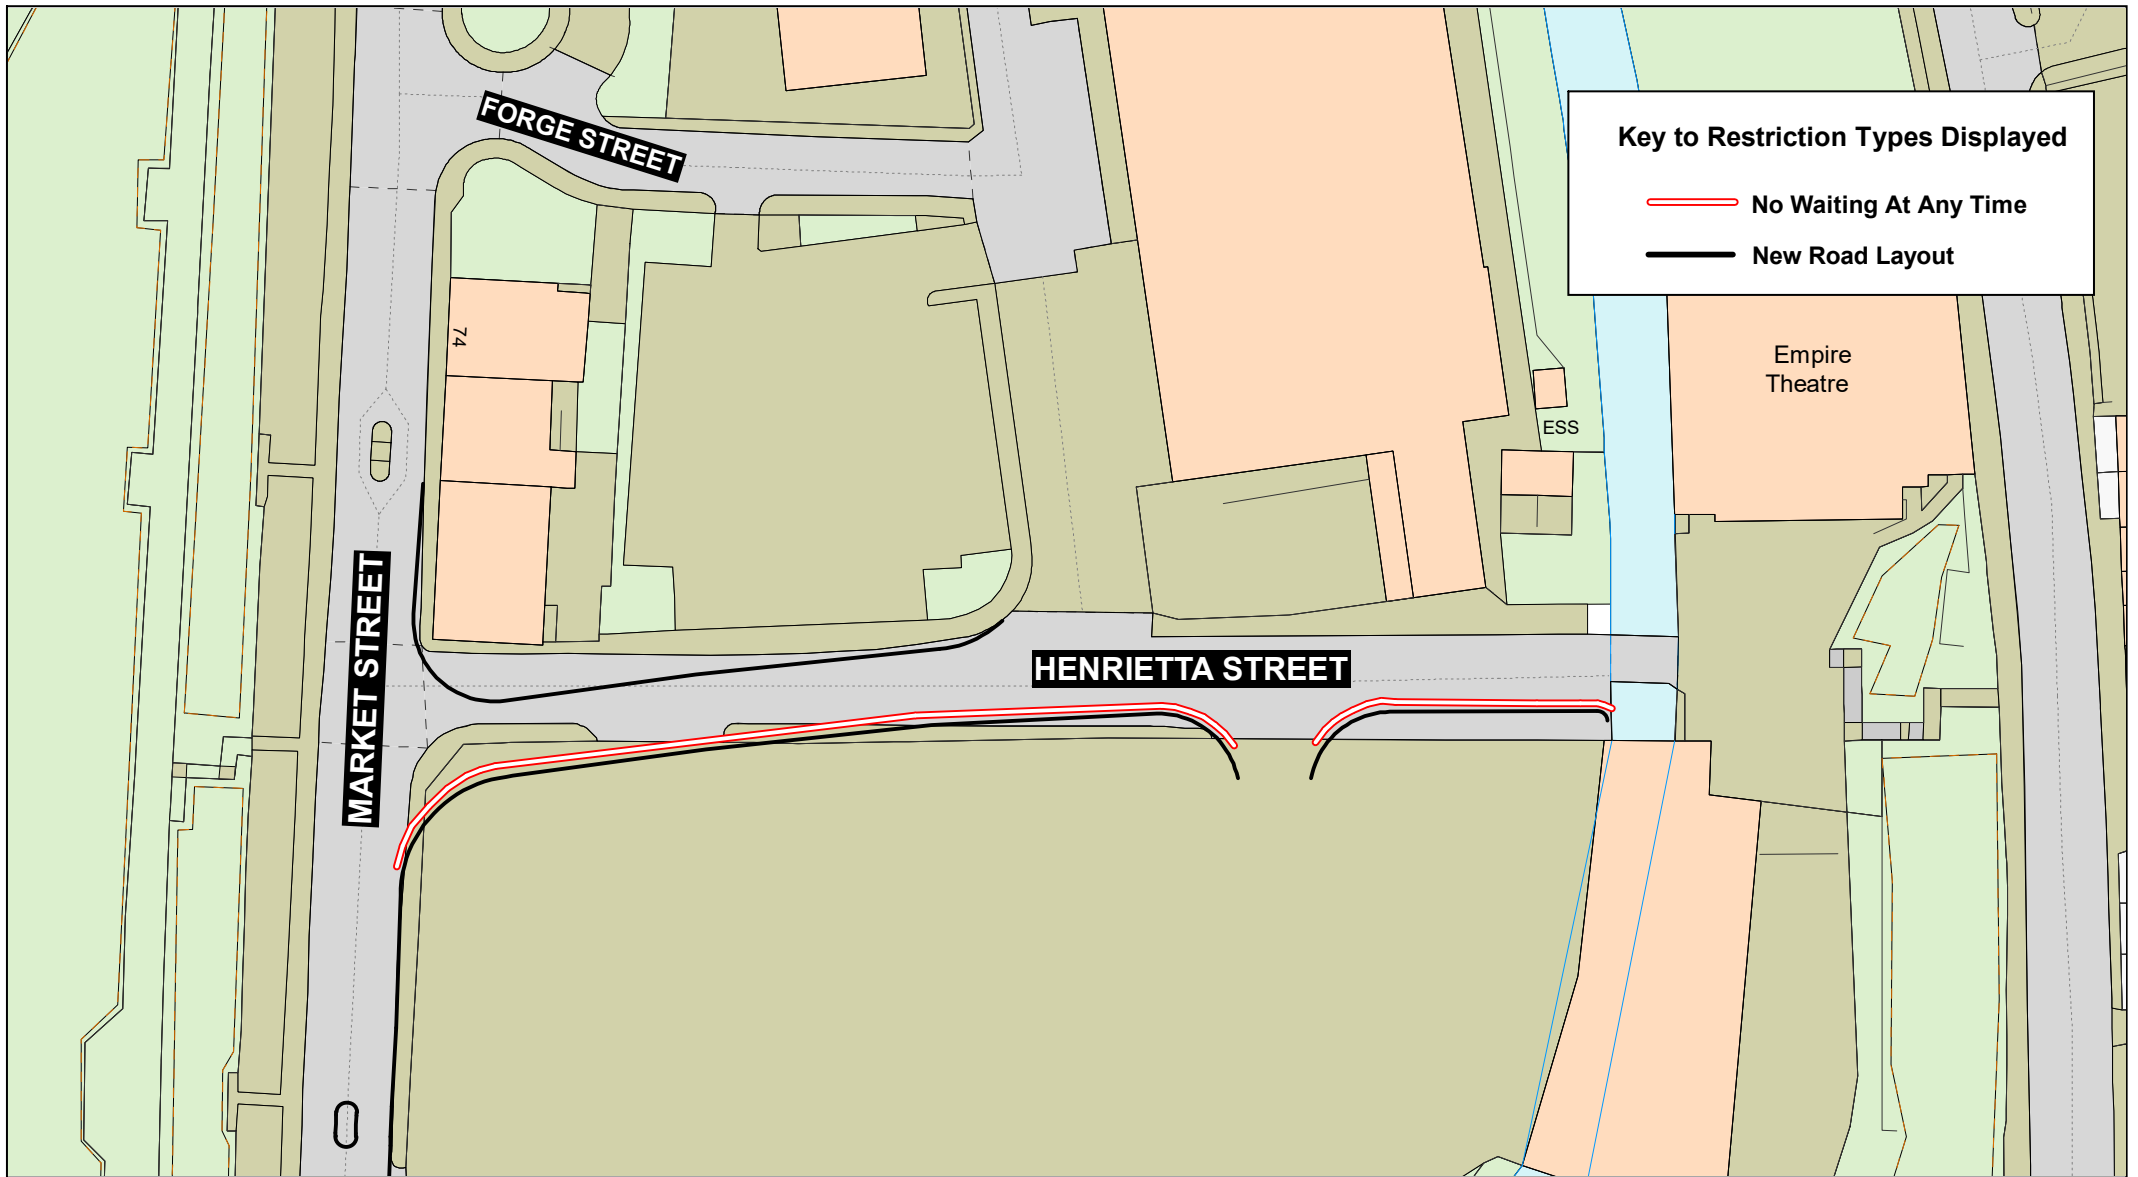 FORGE STREET
Key to Restriction Types Displayed
No Waiting At Any Time
New Road Layout
74
Empire
Theatre
ESS
MARKET STREET
HENRIETTA STREET